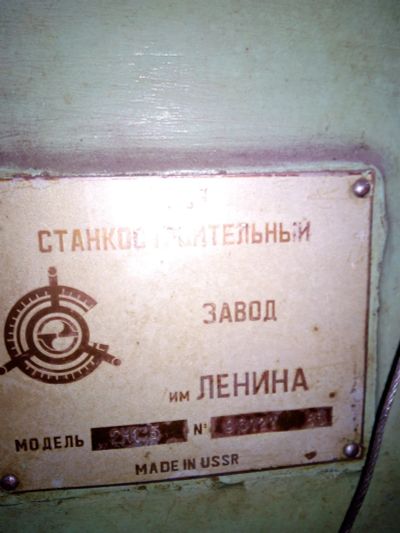 СТАНКОСТРОИТЕЛЬНЫЙ
ЗАВОД
им ЛЕНИНА
МОДЕЛЬ № 
MADE IN USSR